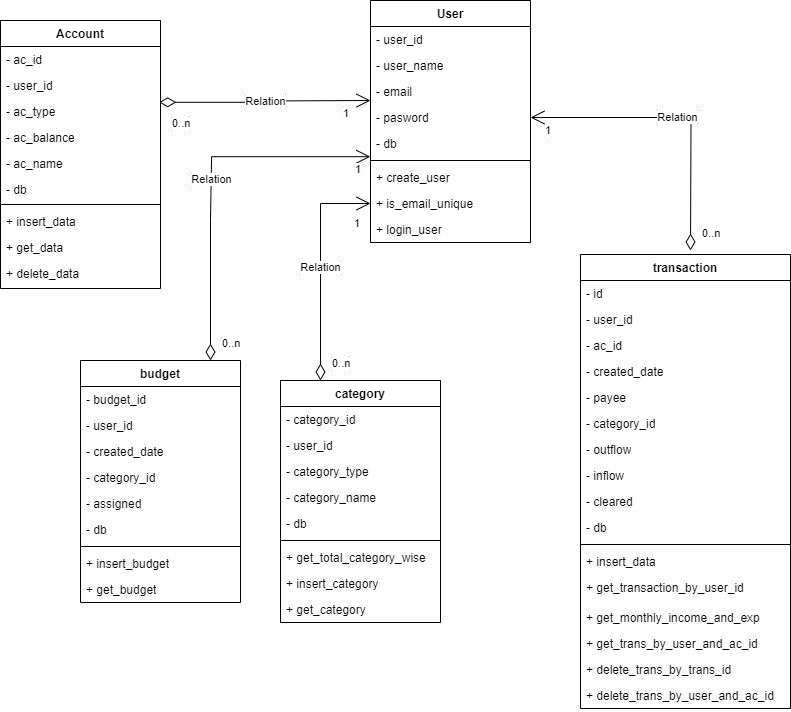 Account
- ac_id
- user_id
- ac_type
- ac_balance
- ac_name
- db
+ insert_data
+ get_data
+ delete_data
User
- user_id
- user_name
- email
- pasword
- db
+ create_user
+ is_email_unique
+ login_user
Relation
0..n
1
Relation
1
0..n
Relation
1
0..n
Relation
1
0..n
budget
- budget_id
- user_id
- created_date
- category_id
- assigned
- db
+ insert_budget
+ get_budget
category
- category_id
- user_id
- category_type
- category_name
- db
+ get_total_category_wise
+ insert_category
+ get_category
transaction
- id
- user_id
- ac_id
- created_date
- payee
- category_id
- outflow
- inflow
- cleared
- db
+ insert_data
+ get_transaction_by_user_id
+ get_monthly_income_and_exp
+ get_trans_by_user_and_ac_id
+ delete_trans_by_trans_id
+ delete_trans_by_user_and_ac_id